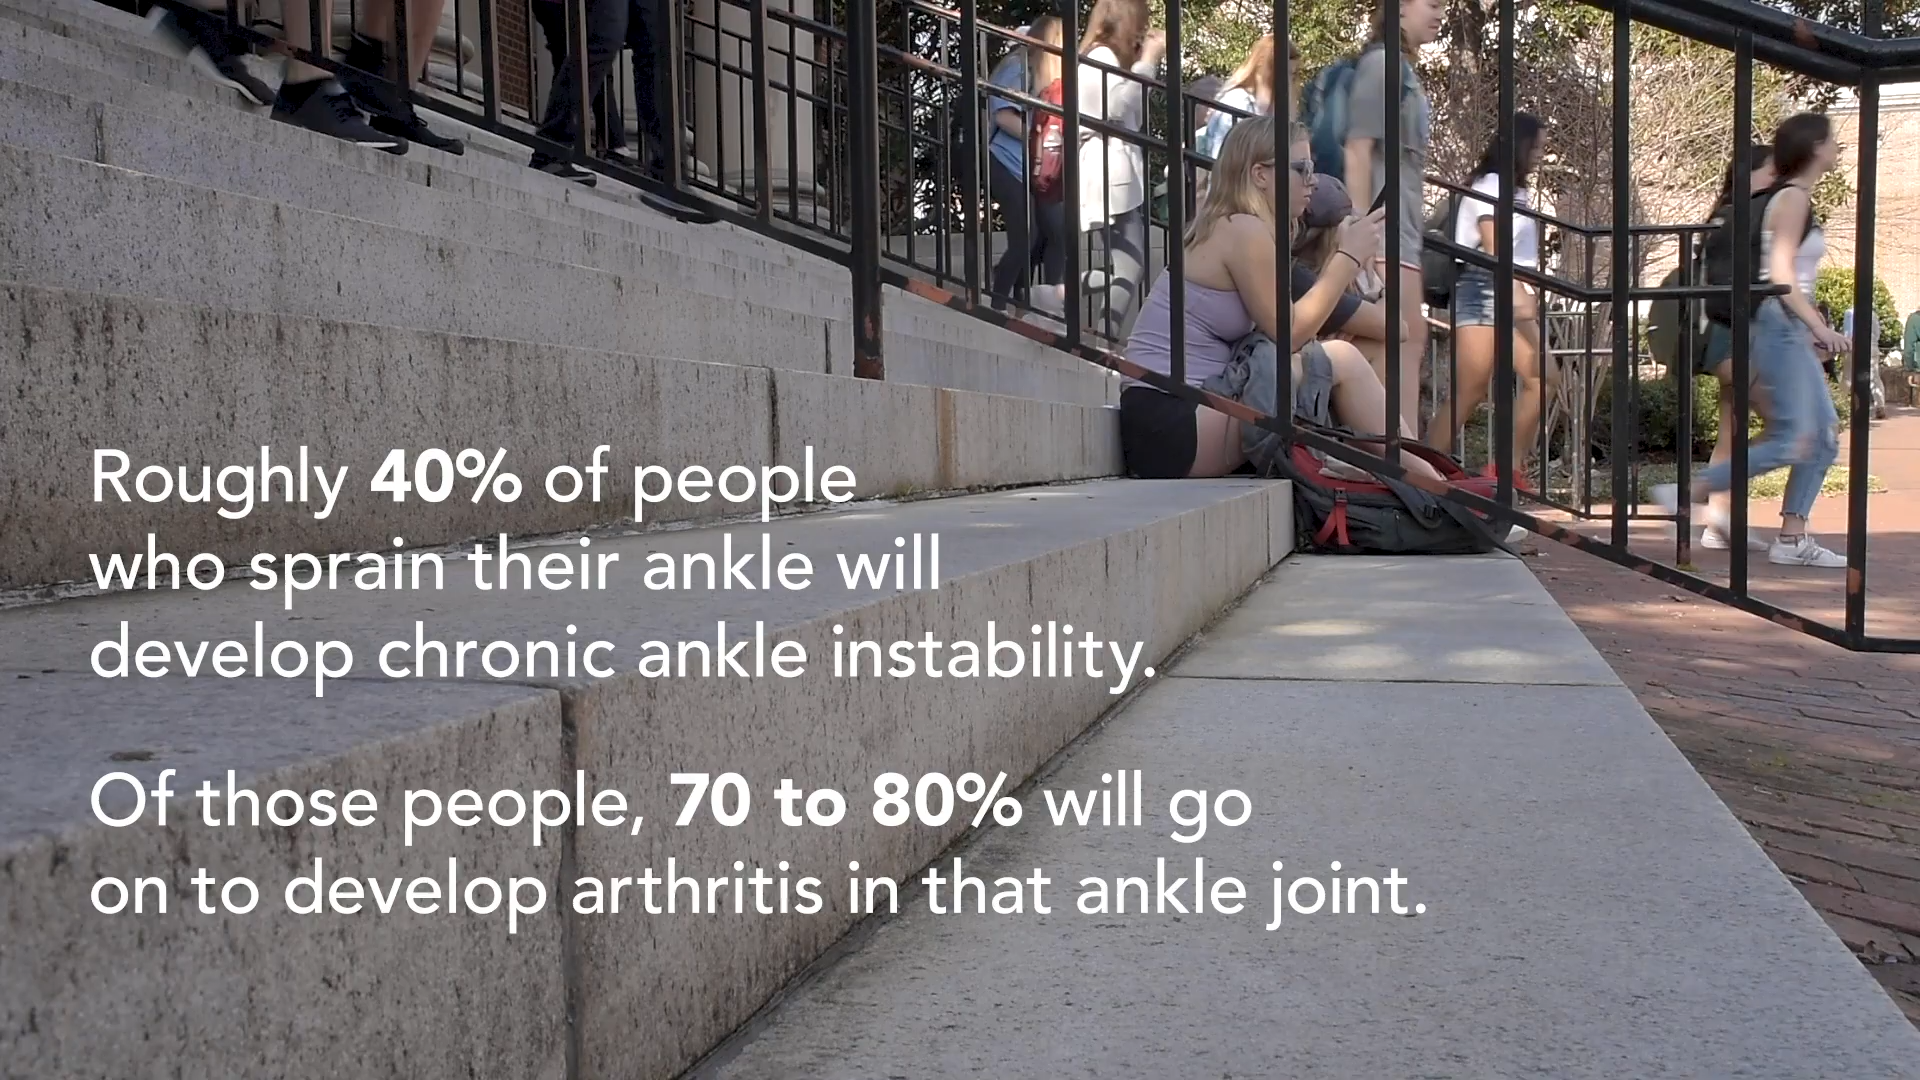 Roughly 40% of people
who sprain their ankle will
develop chronic ankle instability.
Of those people, 70 to 80% will go
on to develop arthritis in that ankle joint.